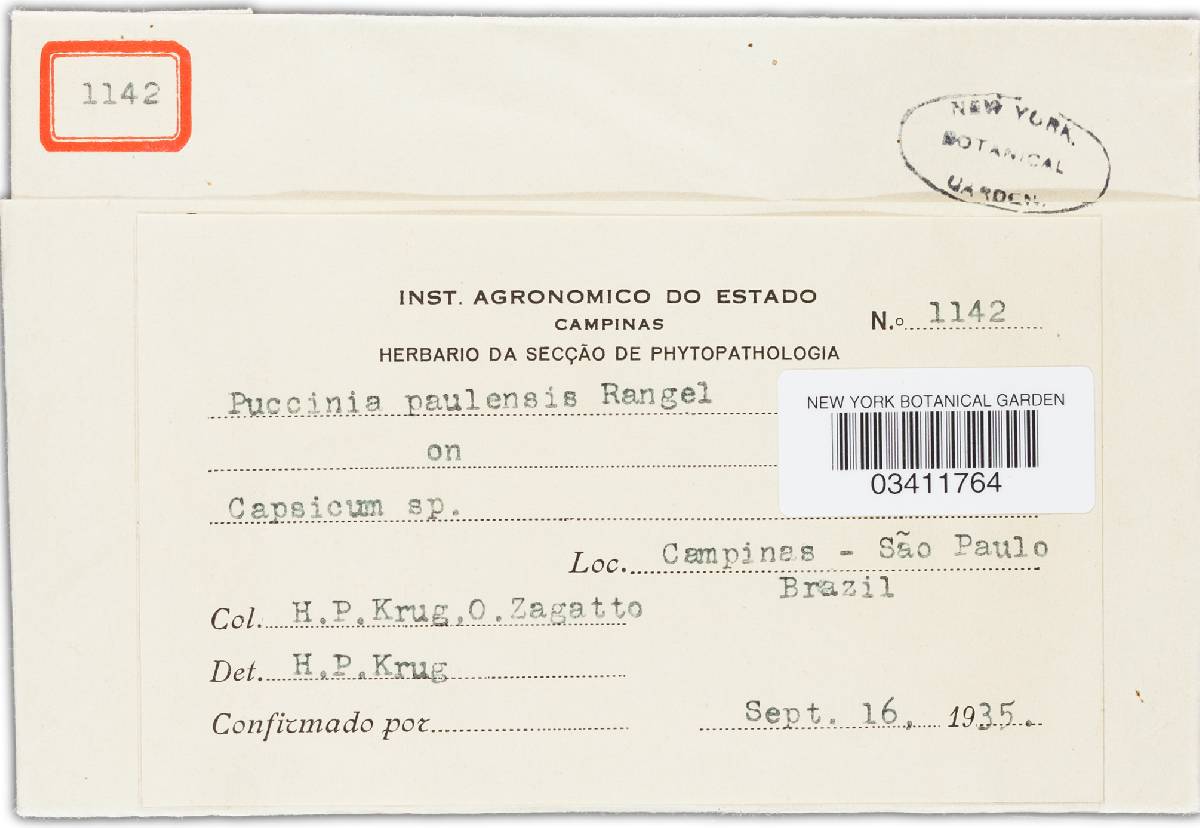 1142
NEW YORK
BOTANICAL
GARDEN.
INST. AGRONOMICO DO ESTADO
CAMPINAS
N.º 1142
HERBARIO DA SECÇÃO DE PHYTOPATHOLOGIA
Puccinia paulensis Rangel
NEW YORK BOTANICAL GARDEN
on
03411764
Capsicum sp.
Loc. Campinas - São Paulo
Brazil
Col. H.P.Krug,O.Zagatto
Det. H.P.Krug
Confirmado por
Sept. 16, 1935.